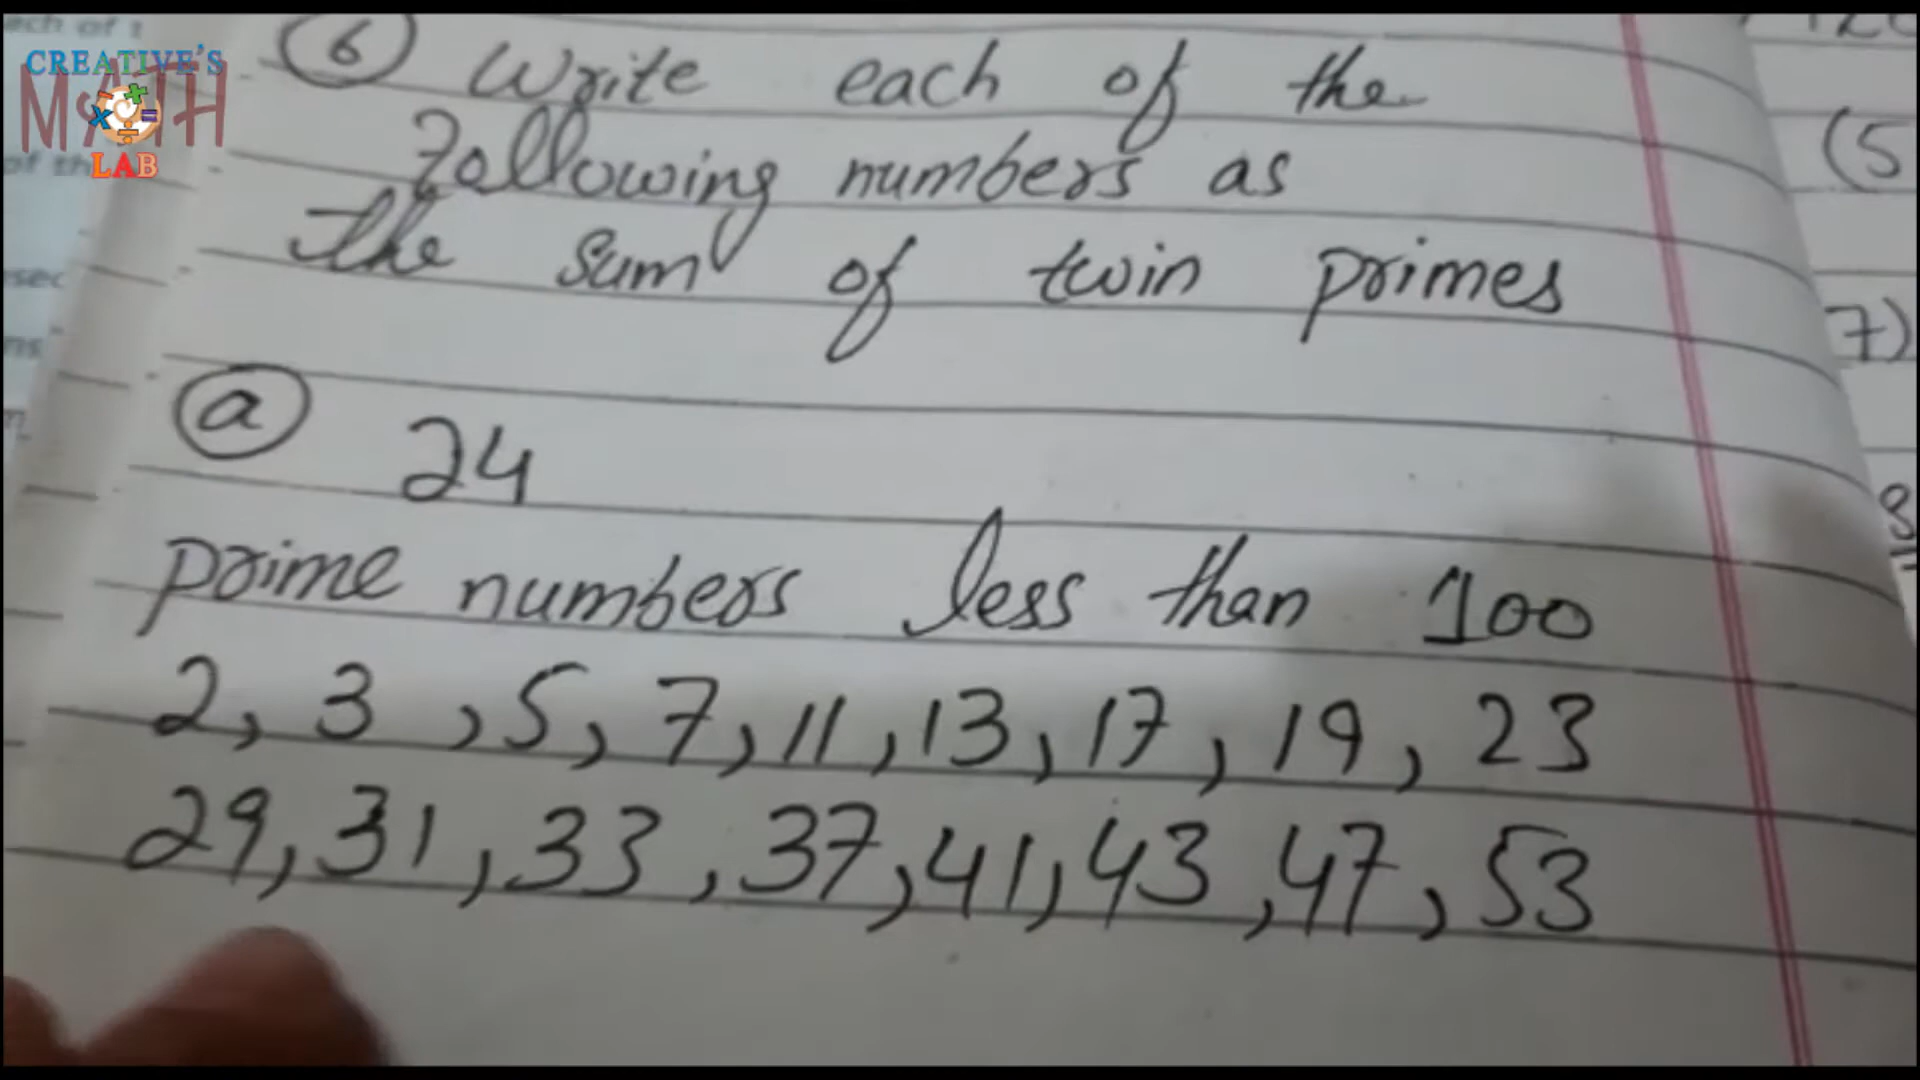 CREATIVE'S
MATH
LAB
6 Write each of the
following numbers as
the sum of twin primes
a 24
prime numbers less than 100
2, 3, 5, 7, 11, 13, 17, 19, 23
29, 31, 33, 37, 41, 43, 47, 53
(5
7)